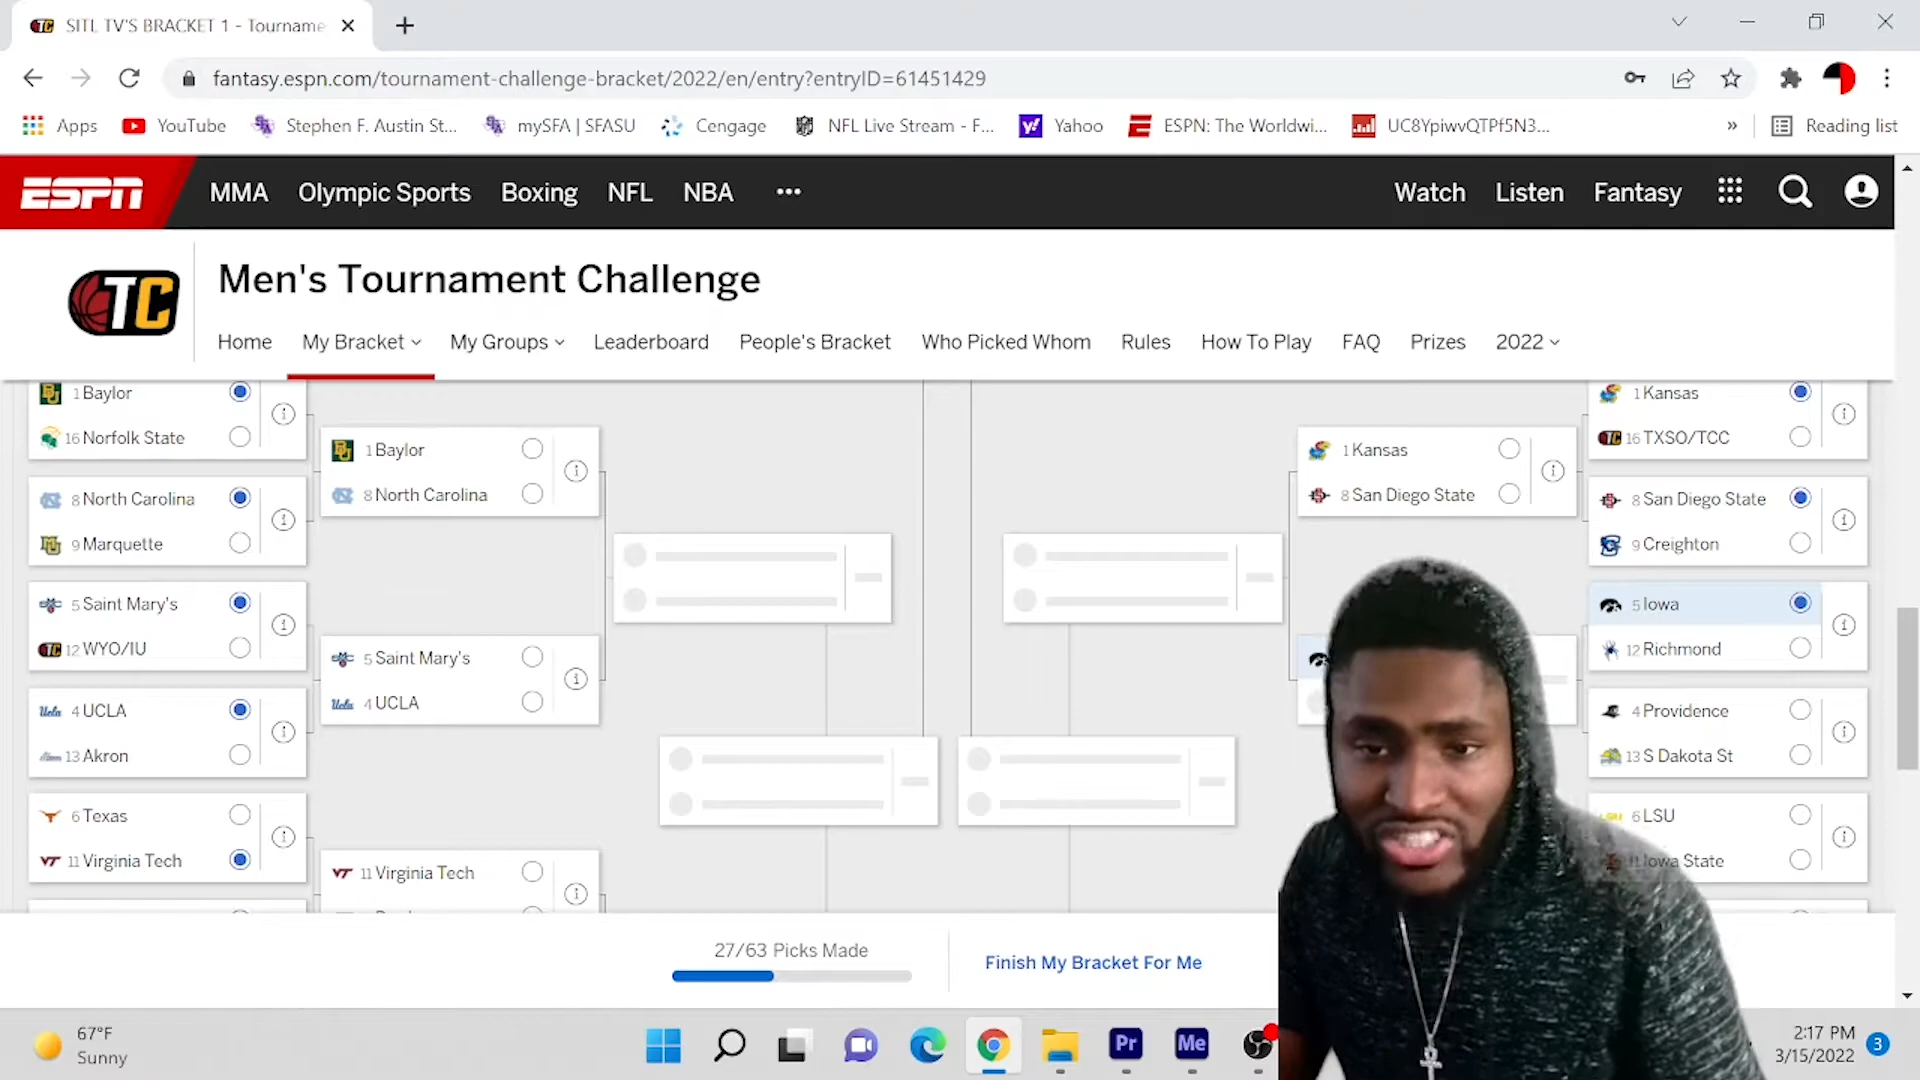 SITL TV'S BRACKET 1 - Tourname
fantasy.espn.com/tournament-challenge-bracket/2022/en/entry?entryID=61451429
Apps YouTube Stephen F. Austin St... mySFA | SFASU Cengage NFL Live Stream - F... Yahoo ESPN: The Worldwi... UC8YpiwvQTPf5N3... » Reading list
ESPN MMA Olympic Sports Boxing NFL NBA ••• Watch Listen Fantasy
TC Men's Tournament Challenge
Home My Bracket My Groups Leaderboard People's Bracket Who Picked Whom Rules How To Play FAQ Prizes 2022
1 Baylor
16 Norfolk State
8 North Carolina
9 Marquette
5 Saint Mary's
12 WYO/IU
4 UCLA
13 Akron
6 Texas
11 Virginia Tech
1 Baylor
8 North Carolina
5 Saint Mary's
4 UCLA
11 Virginia Tech
1 Kansas
8 San Diego State
1 Kansas
16 TXSO/TCC
8 San Diego State
9 Creighton
5 Iowa
12 Richmond
4 Providence
13 S Dakota St
6 LSU
11 Iowa State
27/63 Picks Made
Finish My Bracket For Me
67°F
Sunny
Pr Me
2:17 PM
3/15/2022
3